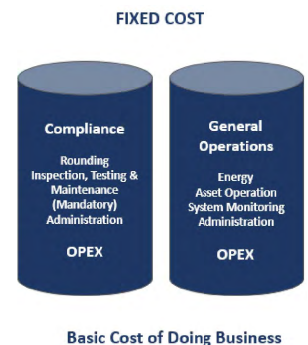 FIXED COST
Compliance
Rounding
Inspection, Testing &
Maintenance
(Mandatory)
Administration
OPEX
General
Operations
Energy
Asset Operation
System Monitoring
Administration
OPEX
Basic Cost of Doing Business